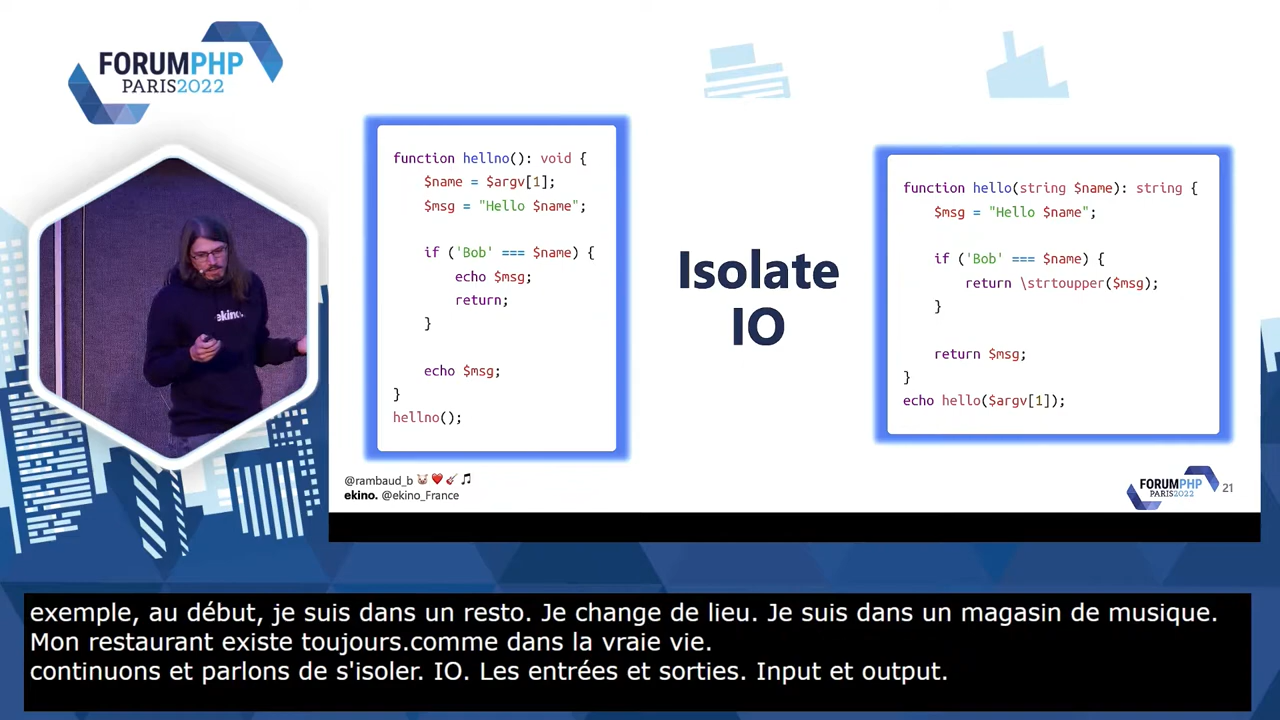 FORUMPHP
PARIS2022
ekino.
function hellno(): void {
$name = $argv[1];
$msg = "Hello $name";
if ('Bob' === $name) {
echo $msg;
return;
}
echo $msg;
}
hellno();
Isolate
IO
function hello(string $name): string {
$msg = "Hello $name";
if ('Bob' === $name) {
return \strtoupper($msg);
}
return $msg;
}
echo hello($argv[1]);
@rambaud_b 🐷❤️🎸🎵
ekino. @ekino_France
FORUMPHP
PARIS2022
21
exemple, au début, je suis dans un resto. Je change de lieu. Je suis dans un magasin de musique.
Mon restaurant existe toujours.comme dans la vraie vie.
continuons et parlons de s'isoler. IO. Les entrées et sorties. Input et output.